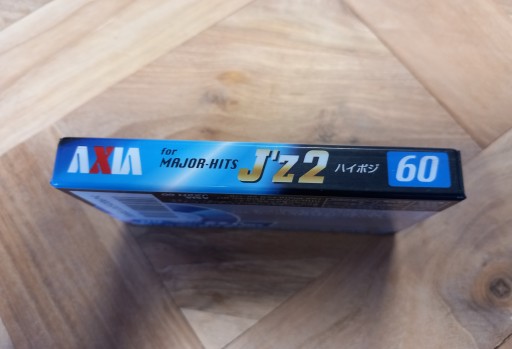 AXIA
for
MAJOR-HITS
J'z2
ハイポジ
60